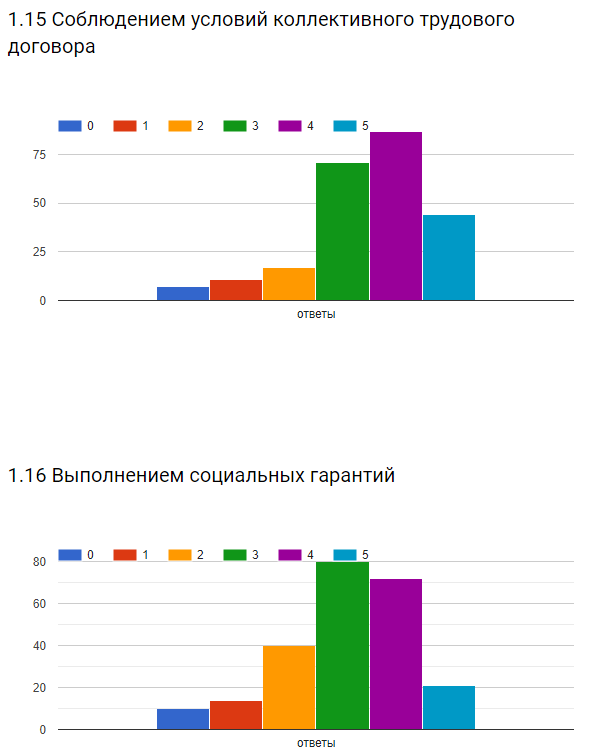 1.15 Соблюдением условий коллективного трудового
договора
0 1 2 3 4 5
75
50
25
0
ответы
1.16 Выполнением социальных гарантий
0 1 2 3 4 5
80
60
40
20
0
ответы